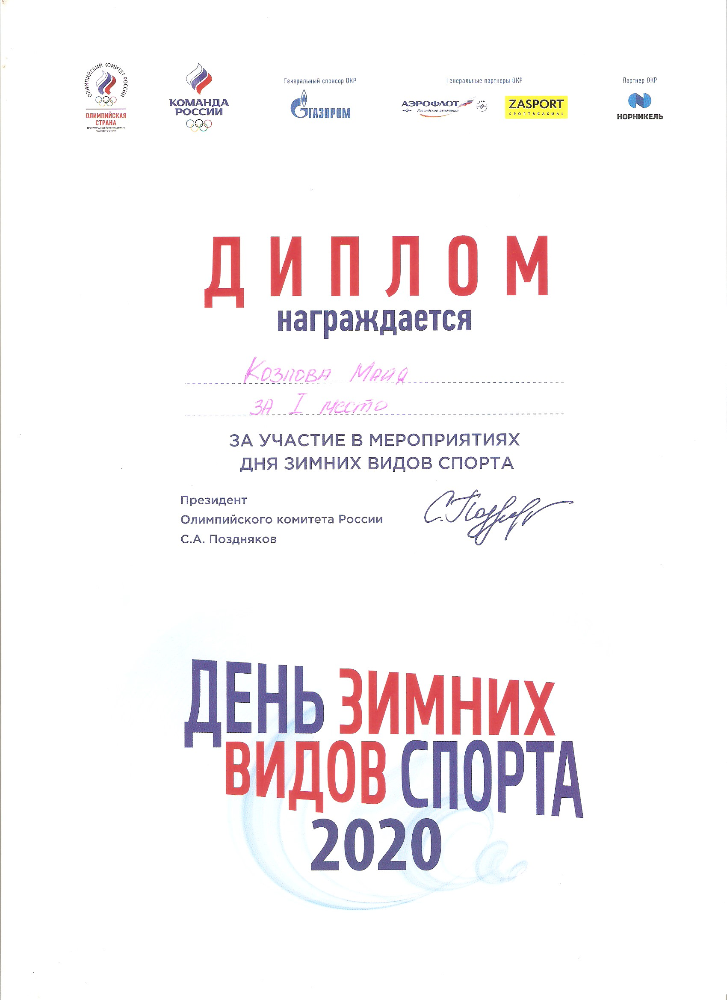 ОЛИМПИЙСКИЙ КОМИТЕТ РОССИИ
ОЛИМПИЙСКАЯ
СТРАНА
ПРОГРАММА СОДЕЙСТВИЯ РАЗВИТИЮ
МАССОВОГО СПОРТА
КОМАНДА
РОССИИ
Генеральный спонсор ОКР
ГАЗПРОМ
Генеральные партнеры ОКР
АЭРОФЛОТ
Российские авиалинии
ZASPORT
SPORT&CASUAL
Партнер ОКР
НОРНИКЕЛЬ
ДИПЛОМ
награждается
Козлова Майя
за I место
ЗА УЧАСТИЕ В МЕРОПРИЯТИЯХ
ДНЯ ЗИМНИХ ВИДОВ СПОРТА
Президент
Олимпийского комитета России
С.А. Поздняков
ДЕНЬ ЗИМНИХ
ВИДОВ СПОРТА
2020